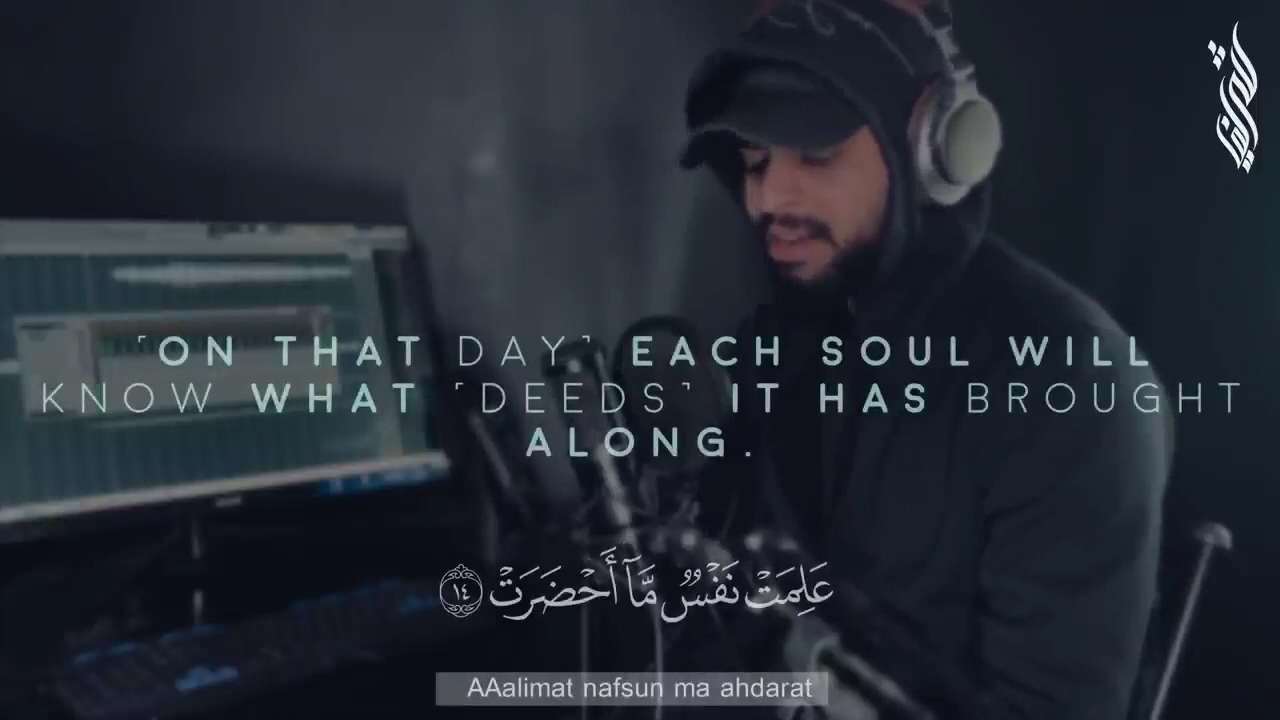 ⸢ON THAT DAY⸣ EACH SOUL WILL
KNOW WHAT ⸢DEEDS⸣ IT HAS BROUGHT
ALONG.
عَلِمَتْ نَفْسٌ مَّآ أَحْضَرَتْ ١٤
AAalimat nafsun ma ahdarat